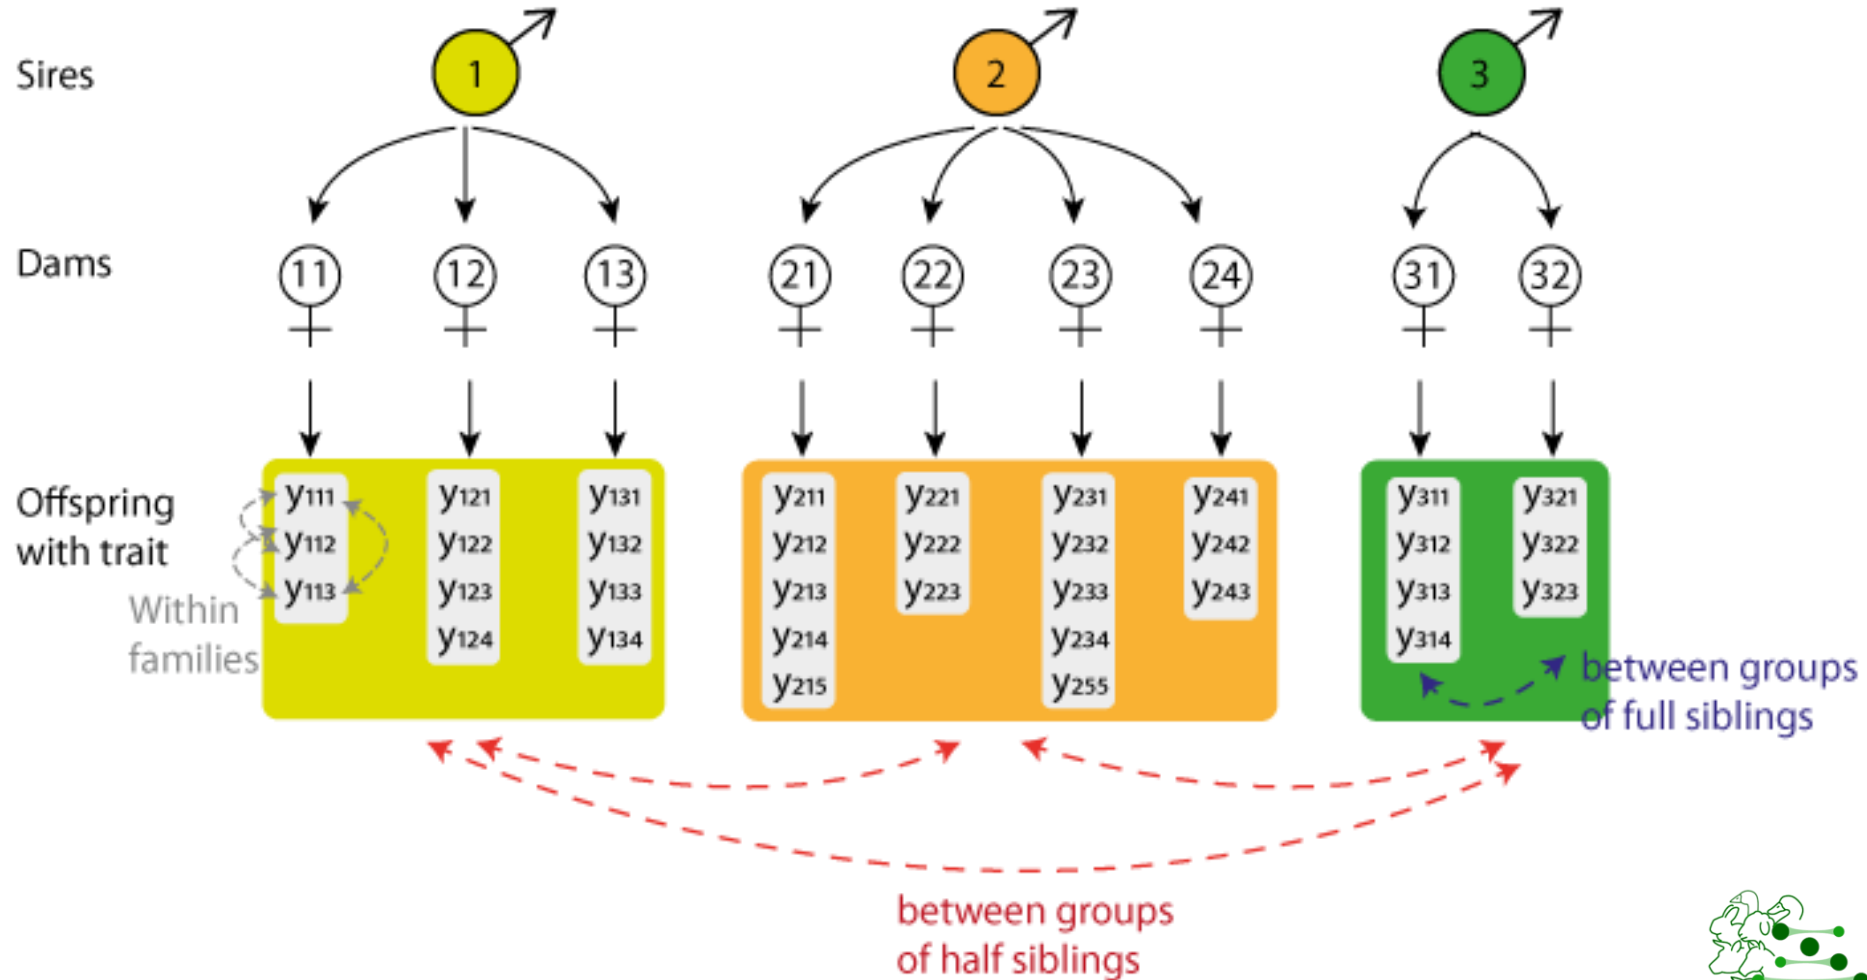 Sires
1
2
3
Dams
11
12
13
21
22
23
24
31
32
Offspring
with trait
Within
families
y111
y112
y113
y121
y122
y123
y124
y131
y132
y133
y134
y211
y212
y213
y214
y215
y221
y222
y223
y231
y232
y233
y234
y255
y241
y242
y243
y311
y312
y313
y314
y321
y322
y323
between groups
of full siblings
between groups
of half siblings